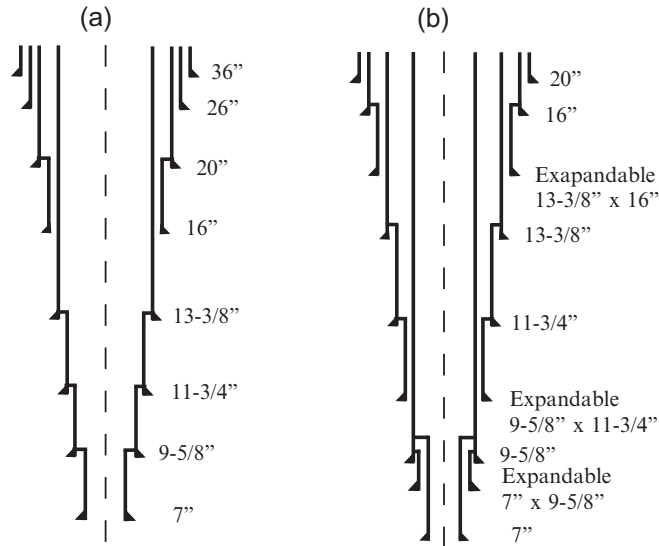 (a)
36”
26”
20”
16”
13-3/8”
11-3/4”
9-5/8”
7”
(b)
20”
16”
Exapandable
13-3/8” x 16”
13-3/8”
11-3/4”
Expandable
9-5/8” x 11-3/4”
9-5/8”
Expandable
7” x 9-5/8”
7”